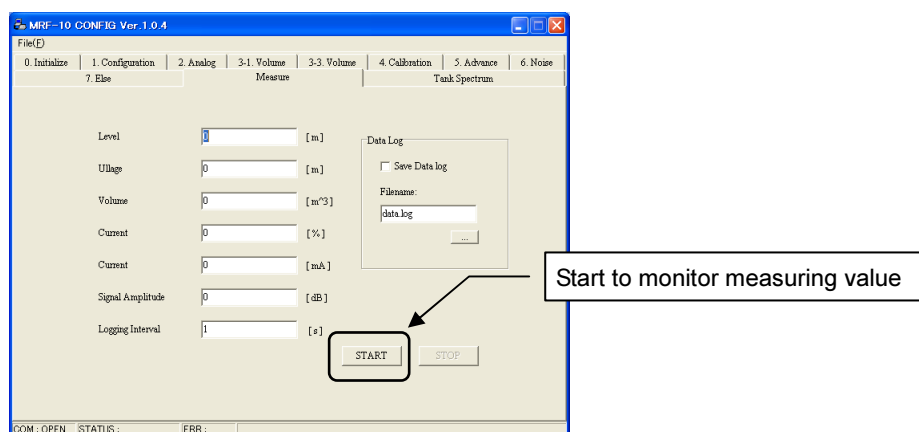 MRF-10 CONFIG Ver.1.0.4
File(F)
0. Initialize 1. Configuration 2. Analog 3-1. Volume 3-3. Volume 4. Calibration 5. Advance 6. Noise
7. Else Measure Tank Spectrum
Level 0 [m]
Data Log
Ullage 0 [m]
Save Data log
Volume 0 [m^3]
Filename:
data.log
Current 0 [%]
...
Current 0 [mA]
Start to monitor measuring value
Signal Amplitude 0 [dB]
Logging Interval 1 [s]
START STOP
COM : OPEN STATUS : ERR :